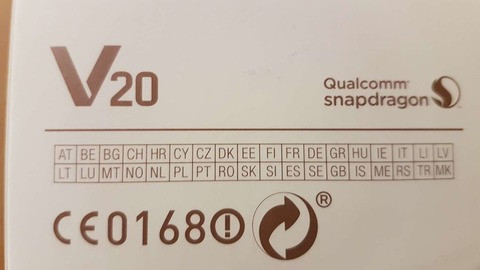 V20
Qualcomm®
snapdragon
AT BE BG CH HR CY CZ DK EE FI FR DE GR HU IE IT LI LV
LT LU MT NO NL PL PT RO SK SI ES SE GB IS ME RS TR MK
CE0168!
®